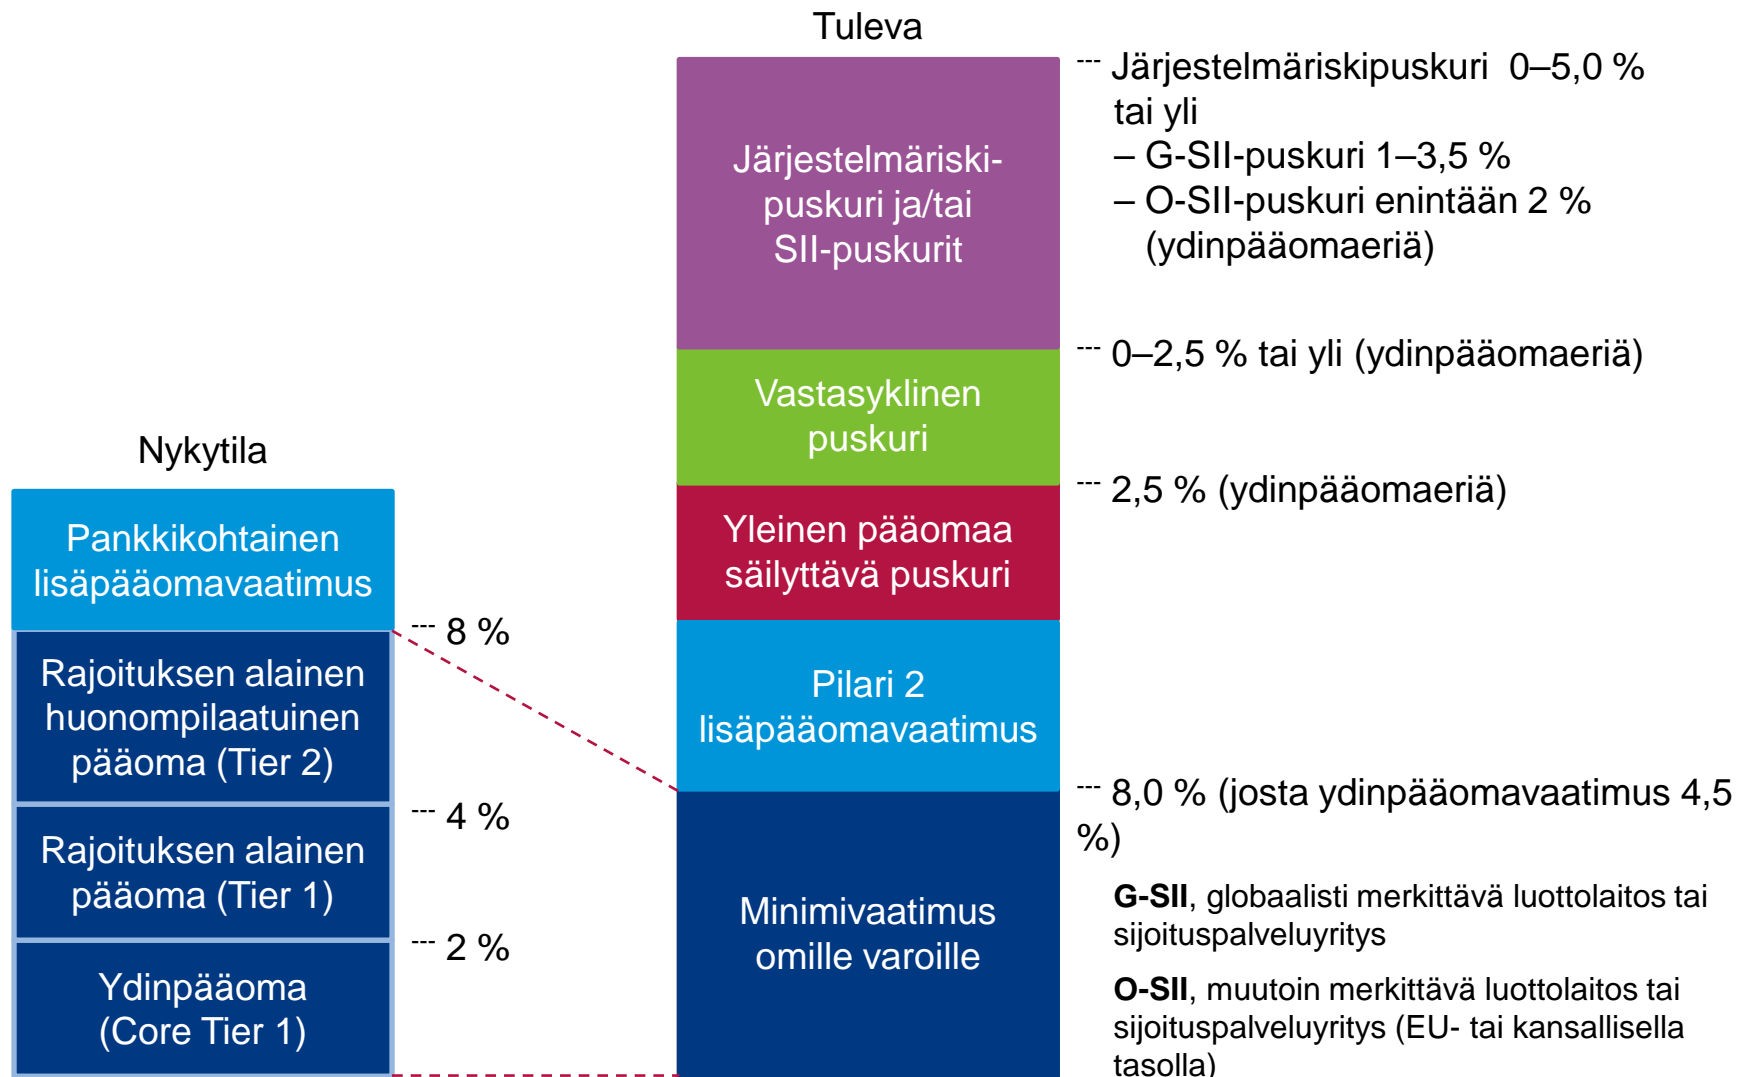 Tuleva
Järjestelmäriski-
puskuri ja/tai
SII-puskurit
--- Järjestelmäriskipuskuri 0–5,0 %
tai yli
– G-SII-puskuri 1–3,5 %
– O-SII-puskuri enintään 2 %
(ydinpääomaeriä)
Vastasyklinen
puskuri
--- 0–2,5 % tai yli (ydinpääomaeriä)
Yleinen pääomaa
säilyttävä puskuri
--- 2,5 % (ydinpääomaeriä)
Pilari 2
lisäpääomavaatimus
Minimivaatimus
omille varoille
--- 8,0 % (josta ydinpääomavaatimus 4,5
%)
Nykytila
Pankkikohtainen
lisäpääomavaatimus
--- 8 %
Rajoituksen alainen
huonompilaatuinen
pääoma (Tier 2)
--- 4 %
Rajoituksen alainen
pääoma (Tier 1)
--- 2 %
Ydinpääoma
(Core Tier 1)
G-SII, globaalisti merkittävä luottolaitos tai
sijoituspalveluyritys
O-SII, muutoin merkittävä luottolaitos tai
sijoituspalveluyritys (EU- tai kansallisella
tasolla)